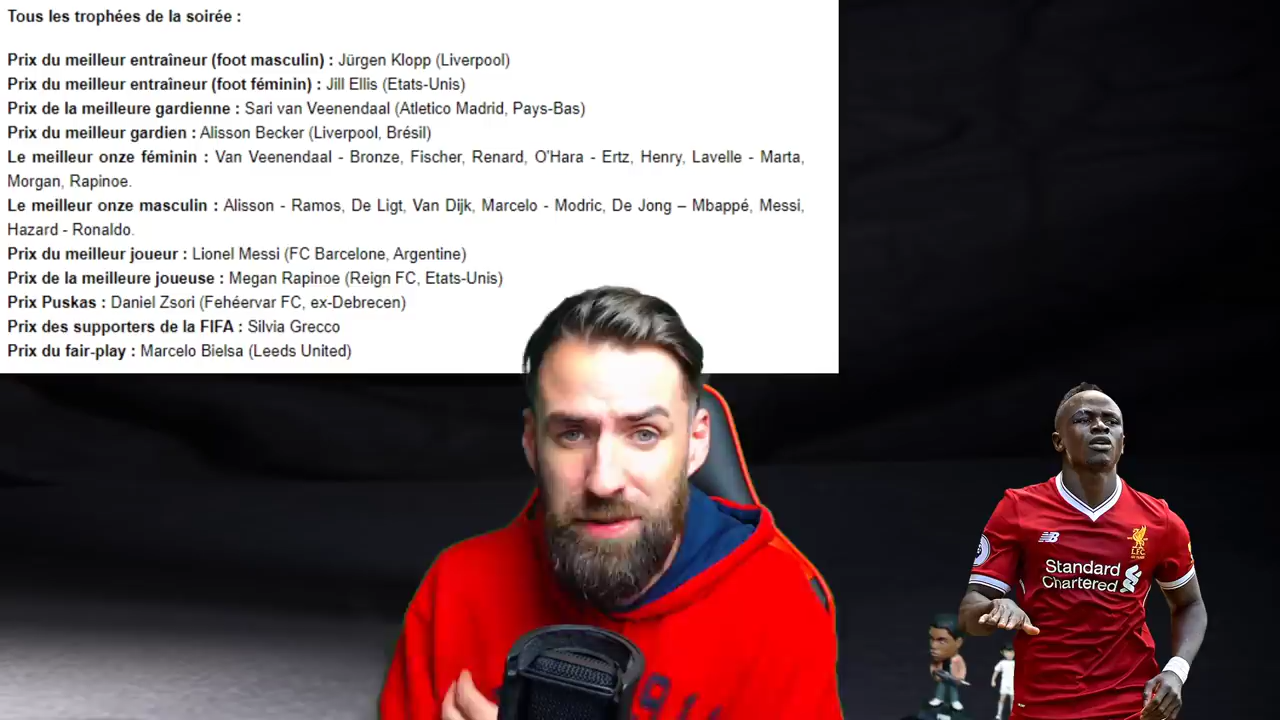 Tous les trophées de la soirée :
Prix du meilleur entraîneur (foot masculin) : Jürgen Klopp (Liverpool)
Prix du meilleur entraîneur (foot féminin) : Jill Ellis (Etats-Unis)
Prix de la meilleure gardienne : Sari van Veenendaal (Atletico Madrid, Pays-Bas)
Prix du meilleur gardien : Alisson Becker (Liverpool, Brésil)
Le meilleur onze féminin : Van Veenendaal - Bronze, Fischer, Renard, O'Hara - Ertz, Henry, Lavelle - Marta,
Morgan, Rapinoe.
Le meilleur onze masculin : Alisson - Ramos, De Ligt, Van Dijk, Marcelo - Modric, De Jong – Mbappé, Messi,
Hazard - Ronaldo.
Prix du meilleur joueur : Lionel Messi (FC Barcelone, Argentine)
Prix de la meilleure joueuse : Megan Rapinoe (Reign FC, Etats-Unis)
Prix Puskas : Daniel Zsori (Fehéervar FC, ex-Debrecen)
Prix des supporters de la FIFA : Silvia Grecco
Prix du fair-play : Marcelo Bielsa (Leeds United)
NB
L.F.C.
Standard
Chartered